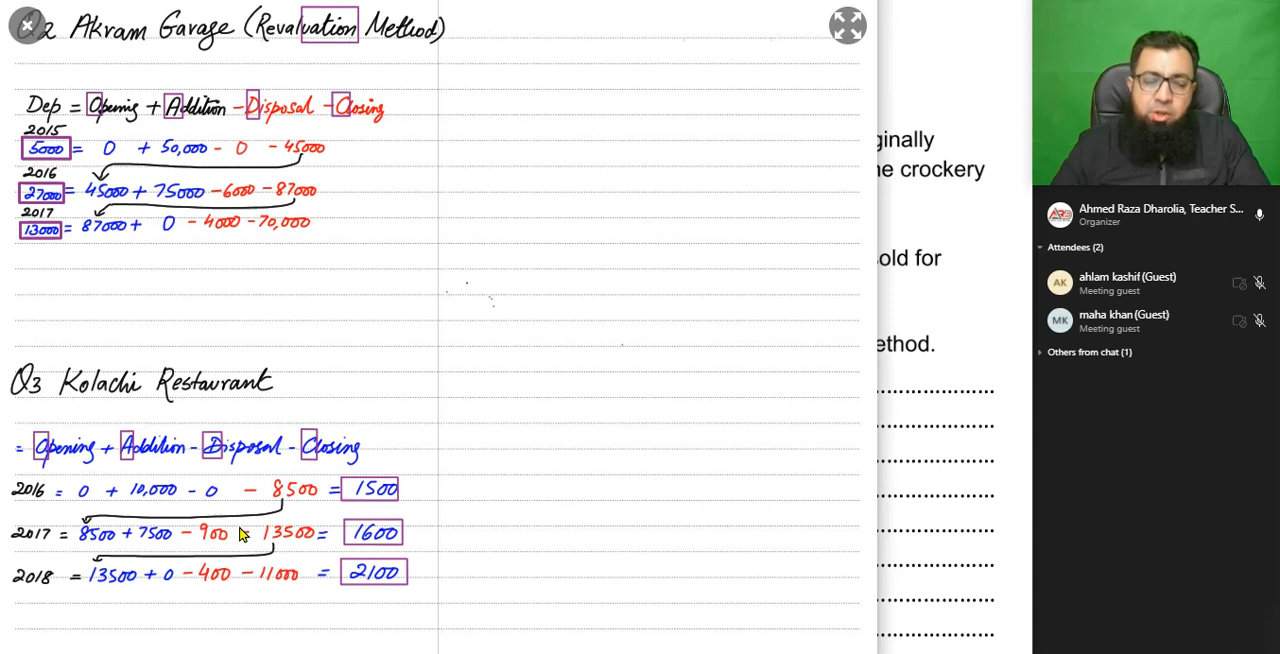 Q2 Akram Garage (Revaluation Method)
Dep = Opening + Addition - Disposal - Closing
2015
5000 = 0 + 50,000 - 0 - 45000
2016
27000 = 45000 + 75000 - 6000 - 87000
2017
13000 = 87000 + 0 - 4000 - 70,000
Q3 Kolachi Restaurant
= Opening + Addition - Disposal - Closing
2016 = 0 + 10,000 - 0 - 8500 = 1500
2017 = 8500 + 7500 - 900 - 13500 = 1600
2018 = 13500 + 0 - 400 - 11000 = 2100
ginally
ne crockery
old for
ethod.
Ahmed Raza Dharolia, Teacher S...
Organizer
Attendees (2)
AK
ahlam kashif (Guest)
Meeting guest
MK
maha khan (Guest)
Meeting guest
Others from chat (1)